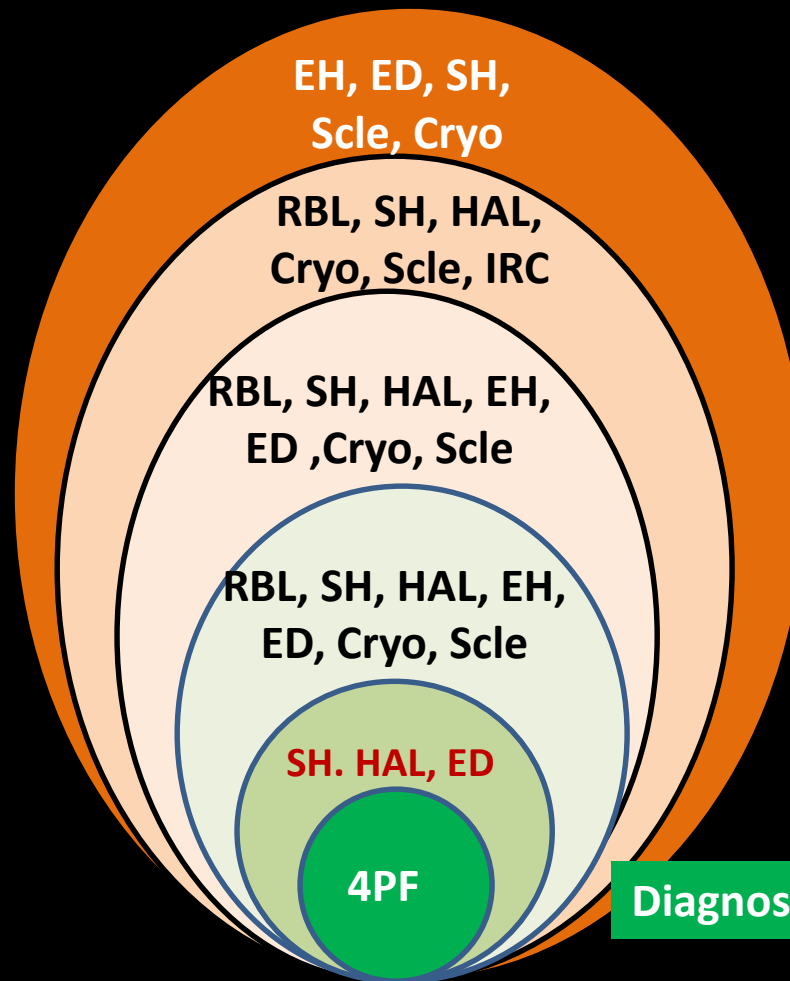 EH, ED, SH,
Scle, Cryo
RBL, SH, HAL,
Cryo, Scle, IRC
RBL, SH, HAL, EH,
ED ,Cryo, Scle
RBL, SH, HAL, EH,
ED, Cryo, Scle
SH. HAL, ED
4PF
Diagnos